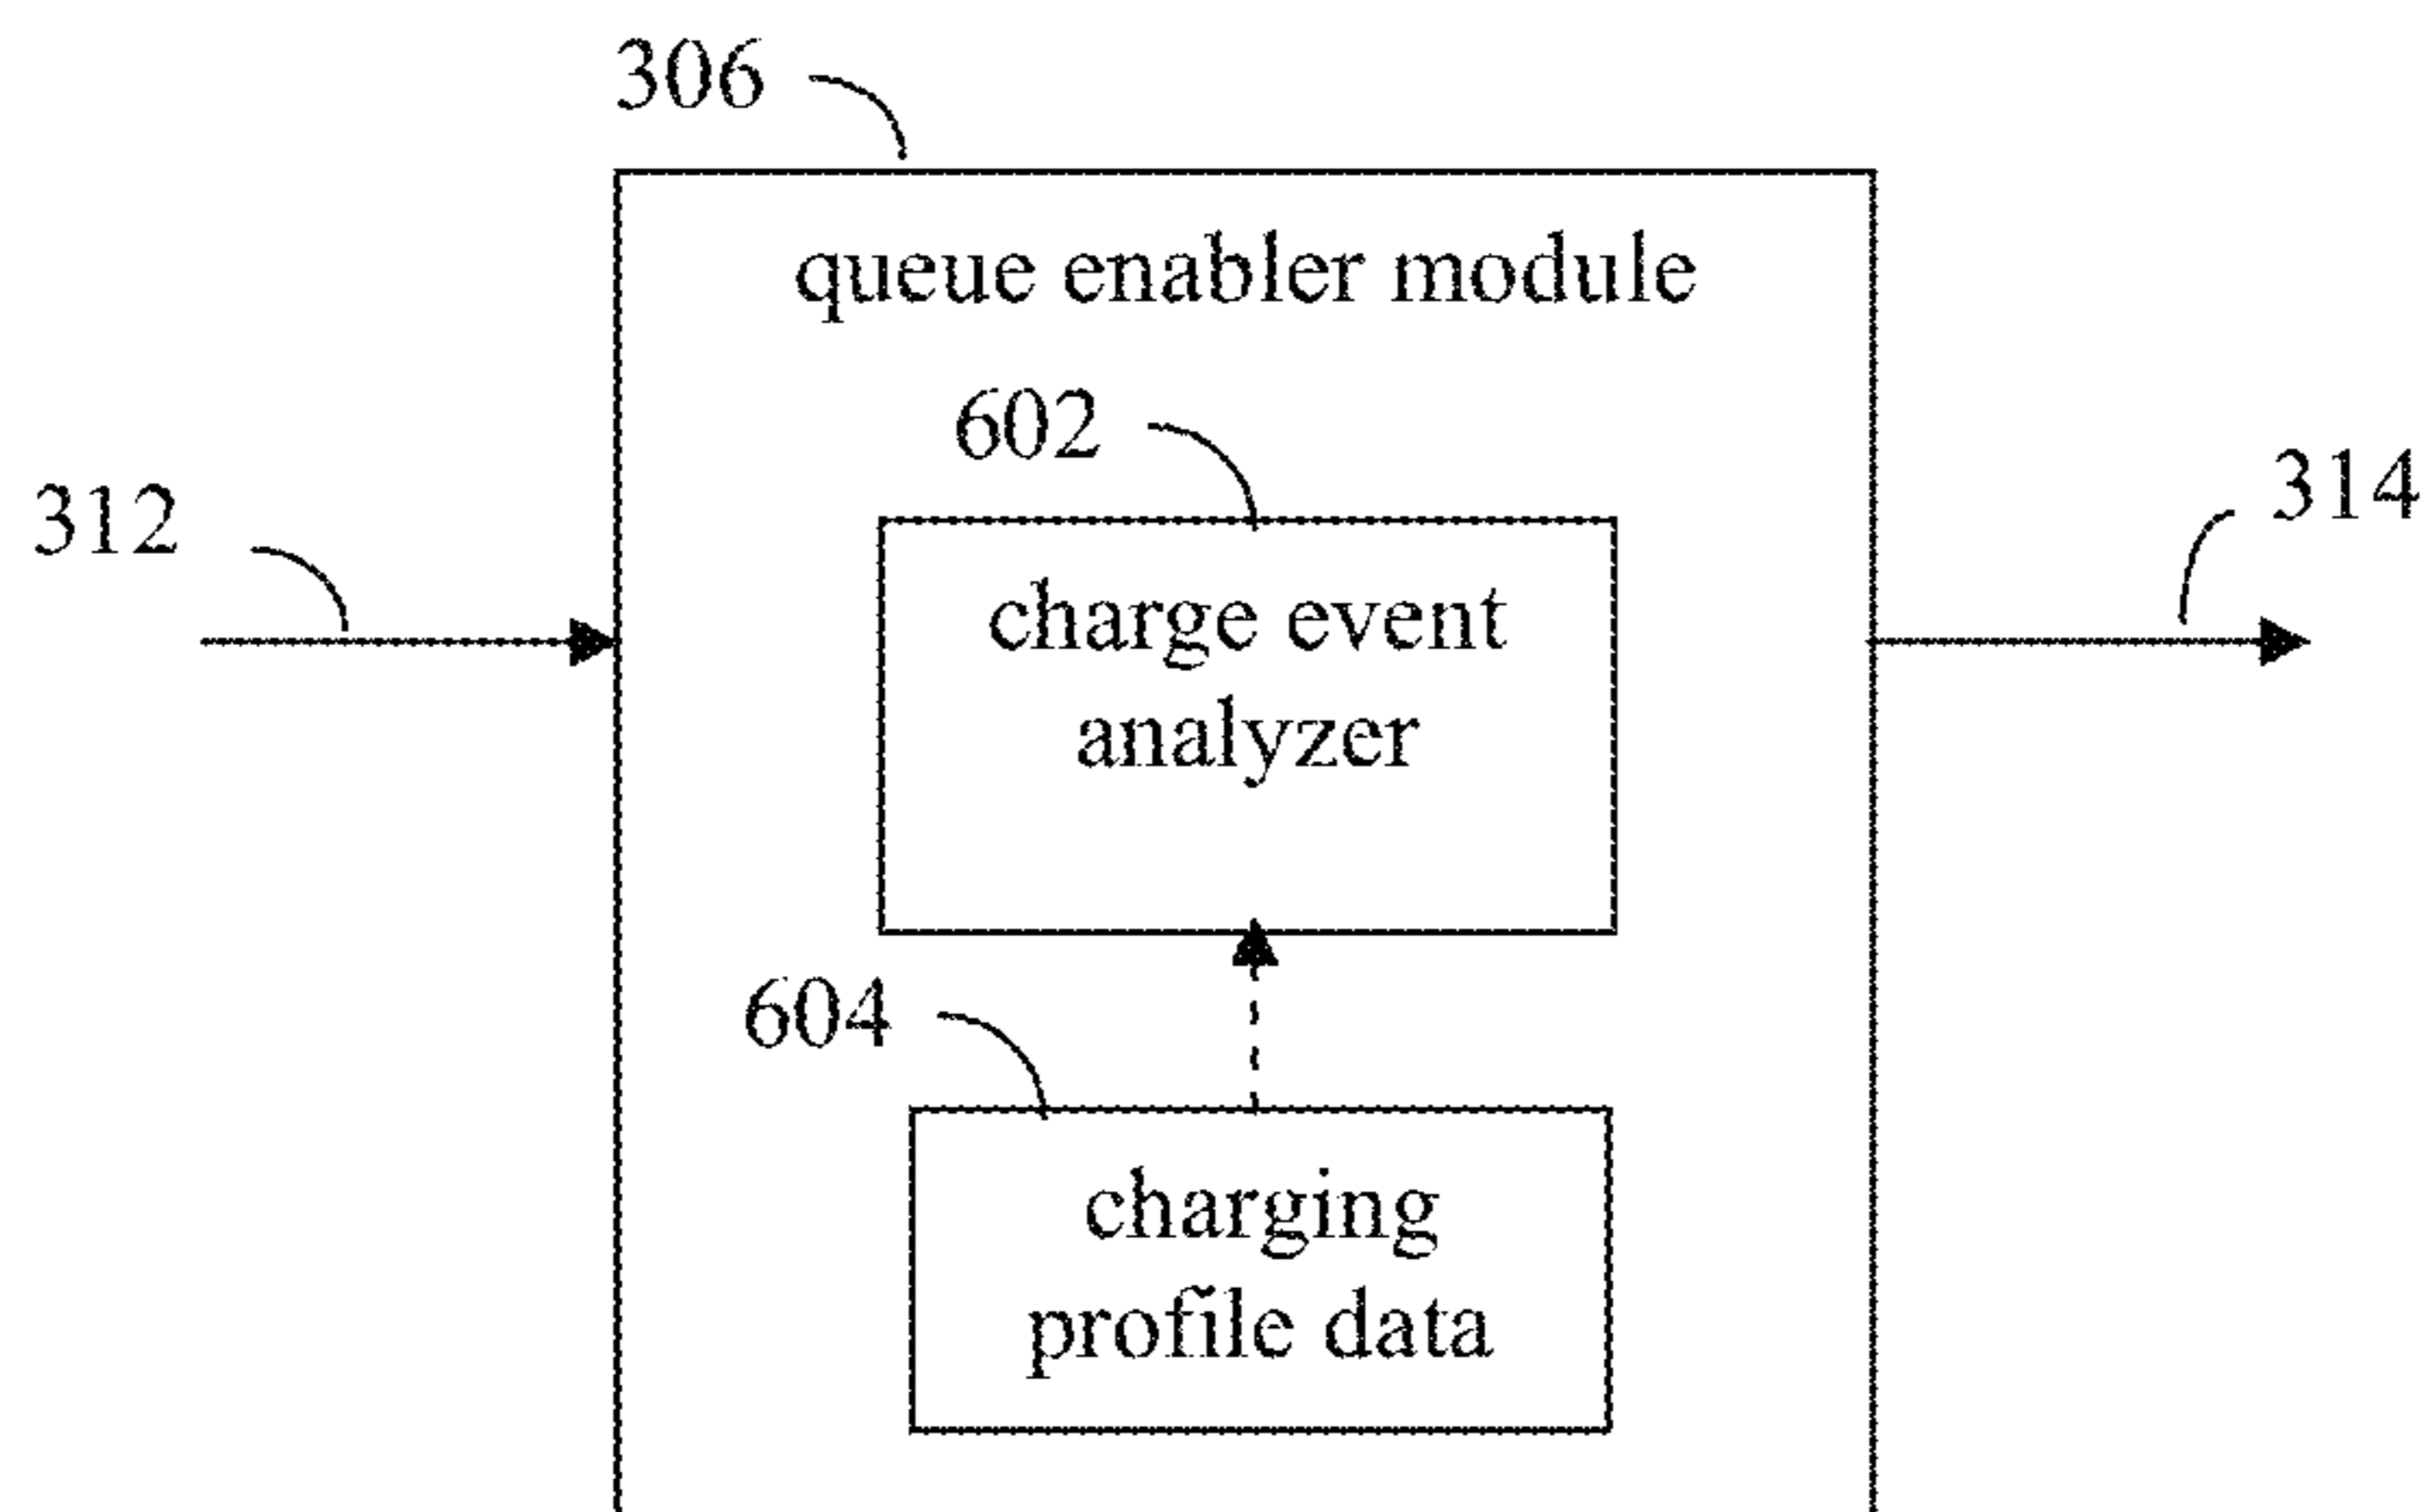 306
queue enabler module
602
314
312
charge event
analyzer
604
charging
profile data